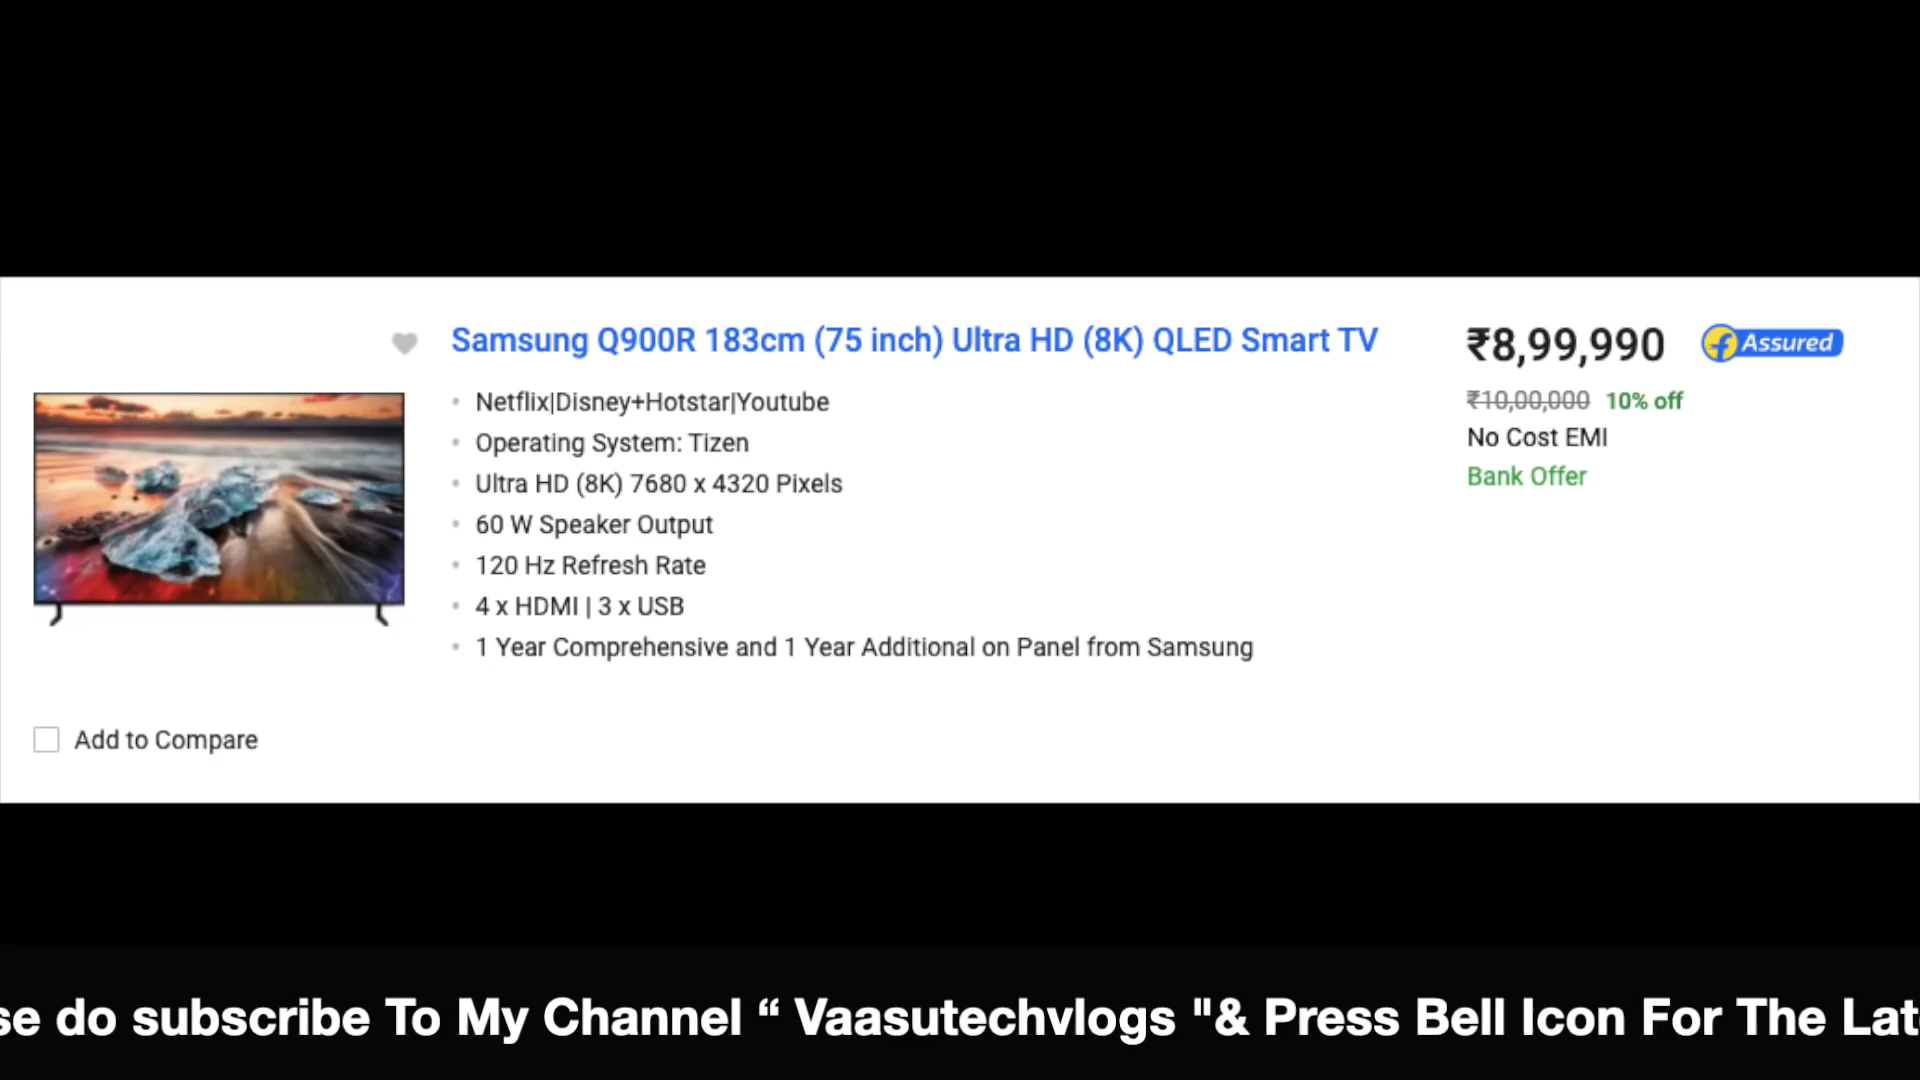 Samsung Q900R 183cm (75 inch) Ultra HD (8K) QLED Smart TV
Netflix|Disney+Hotstar|Youtube
Operating System: Tizen
Ultra HD (8K) 7680 x 4320 Pixels
60 W Speaker Output
120 Hz Refresh Rate
4 x HDMI | 3 x USB
1 Year Comprehensive and 1 Year Additional on Panel from Samsung
₹8,99,990
Assured
₹10,00,000 10% off
No Cost EMI
Bank Offer
Add to Compare
se do subscribe To My Channel “ Vaasutechvlogs "& Press Bell Icon For The Lat